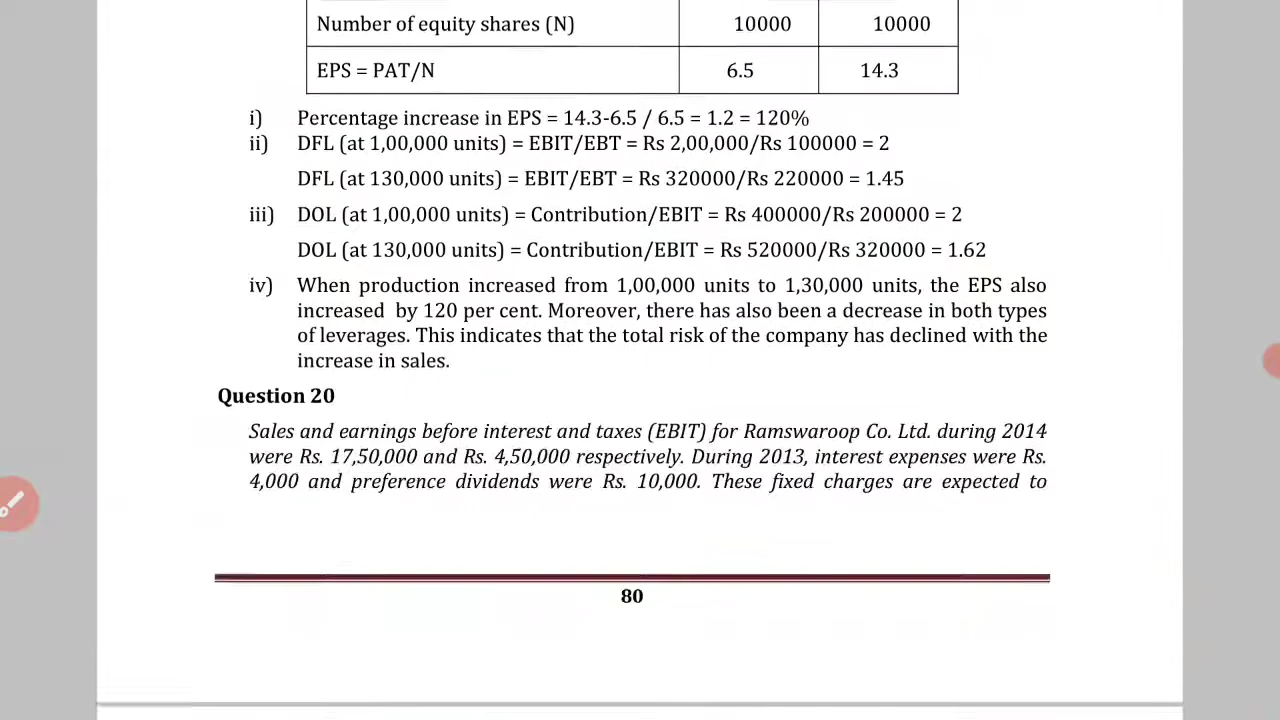 Number of equity shares (N) 10000 10000
EPS = PAT/N 6.5 14.3
i) Percentage increase in EPS = 14.3-6.5 / 6.5 = 1.2 = 120%
ii) DFL (at 1,00,000 units) = EBIT/EBT = Rs 2,00,000/Rs 100000 = 2
DFL (at 130,000 units) = EBIT/EBT = Rs 320000/Rs 220000 = 1.45
iii) DOL (at 1,00,000 units) = Contribution/EBIT = Rs 400000/Rs 200000 = 2
DOL (at 130,000 units) = Contribution/EBIT = Rs 520000/Rs 320000 = 1.62
iv) When production increased from 1,00,000 units to 1,30,000 units, the EPS also
increased by 120 per cent. Moreover, there has also been a decrease in both types
of leverages. This indicates that the total risk of the company has declined with the
increase in sales.
Question 20
Sales and earnings before interest and taxes (EBIT) for Ramswaroop Co. Ltd. during 2014
were Rs. 17,50,000 and Rs. 4,50,000 respectively. During 2013, interest expenses were Rs.
4,000 and preference dividends were Rs. 10,000. These fixed charges are expected to
80